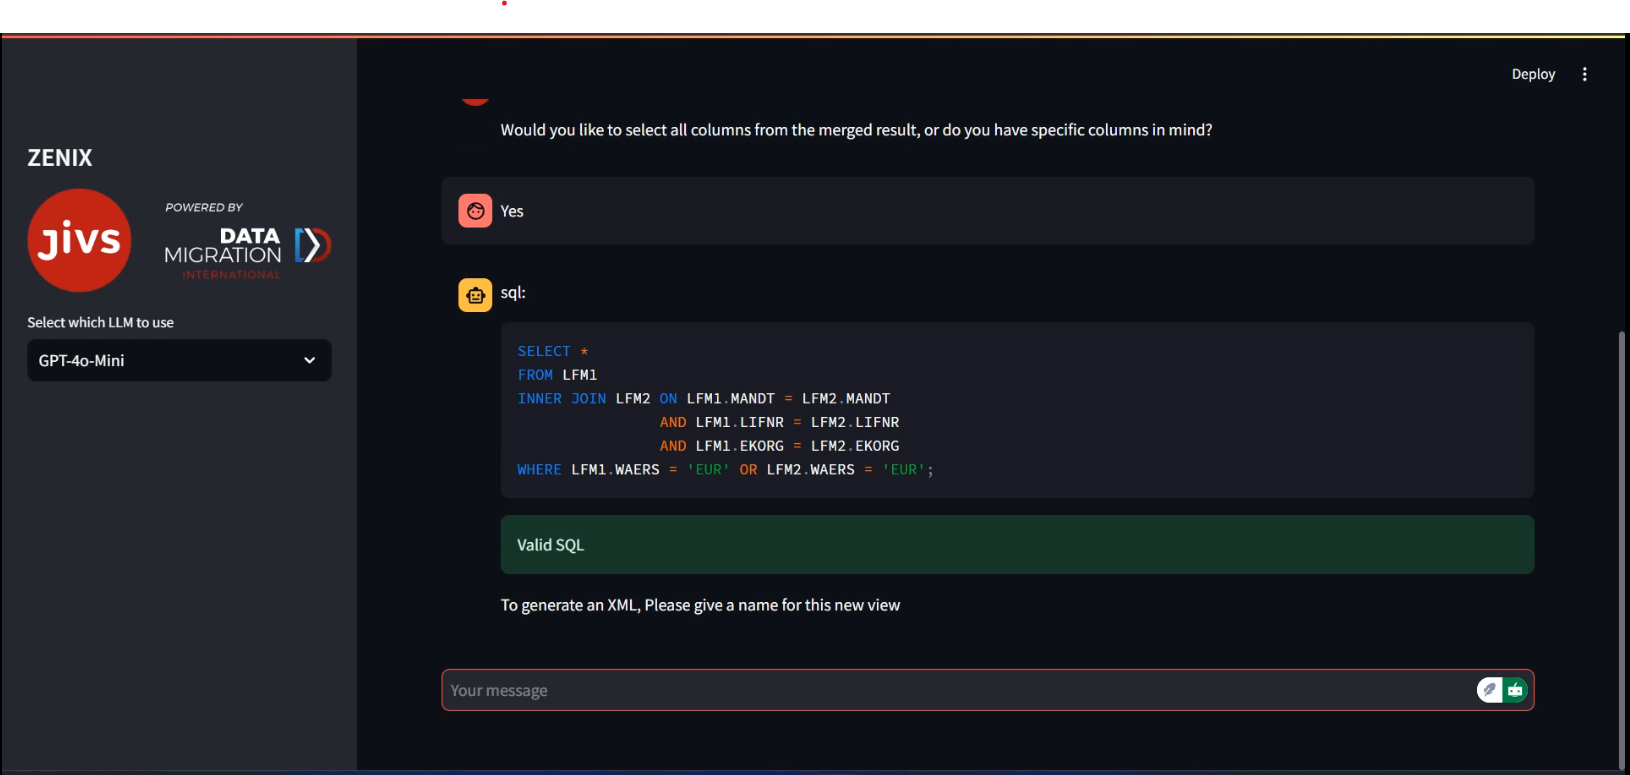 Deploy
ZENIX
jivs
POWERED BY
DATA
MIGRATION
INTERNATIONAL
Select which LLM to use
GPT-4o-Mini
Would you like to select all columns from the merged result, or do you have specific columns in mind?
Yes
sql:
SELECT *
FROM LFM1
INNER JOIN LFM2 ON LFM1.MANDT = LFM2.MANDT
AND LFM1.LIFNR = LFM2.LIFNR
AND LFM1.EKORG = LFM2.EKORG
WHERE LFM1.WAERS = 'EUR' OR LFM2.WAERS = 'EUR';
Valid SQL
To generate an XML, Please give a name for this new view
Your message